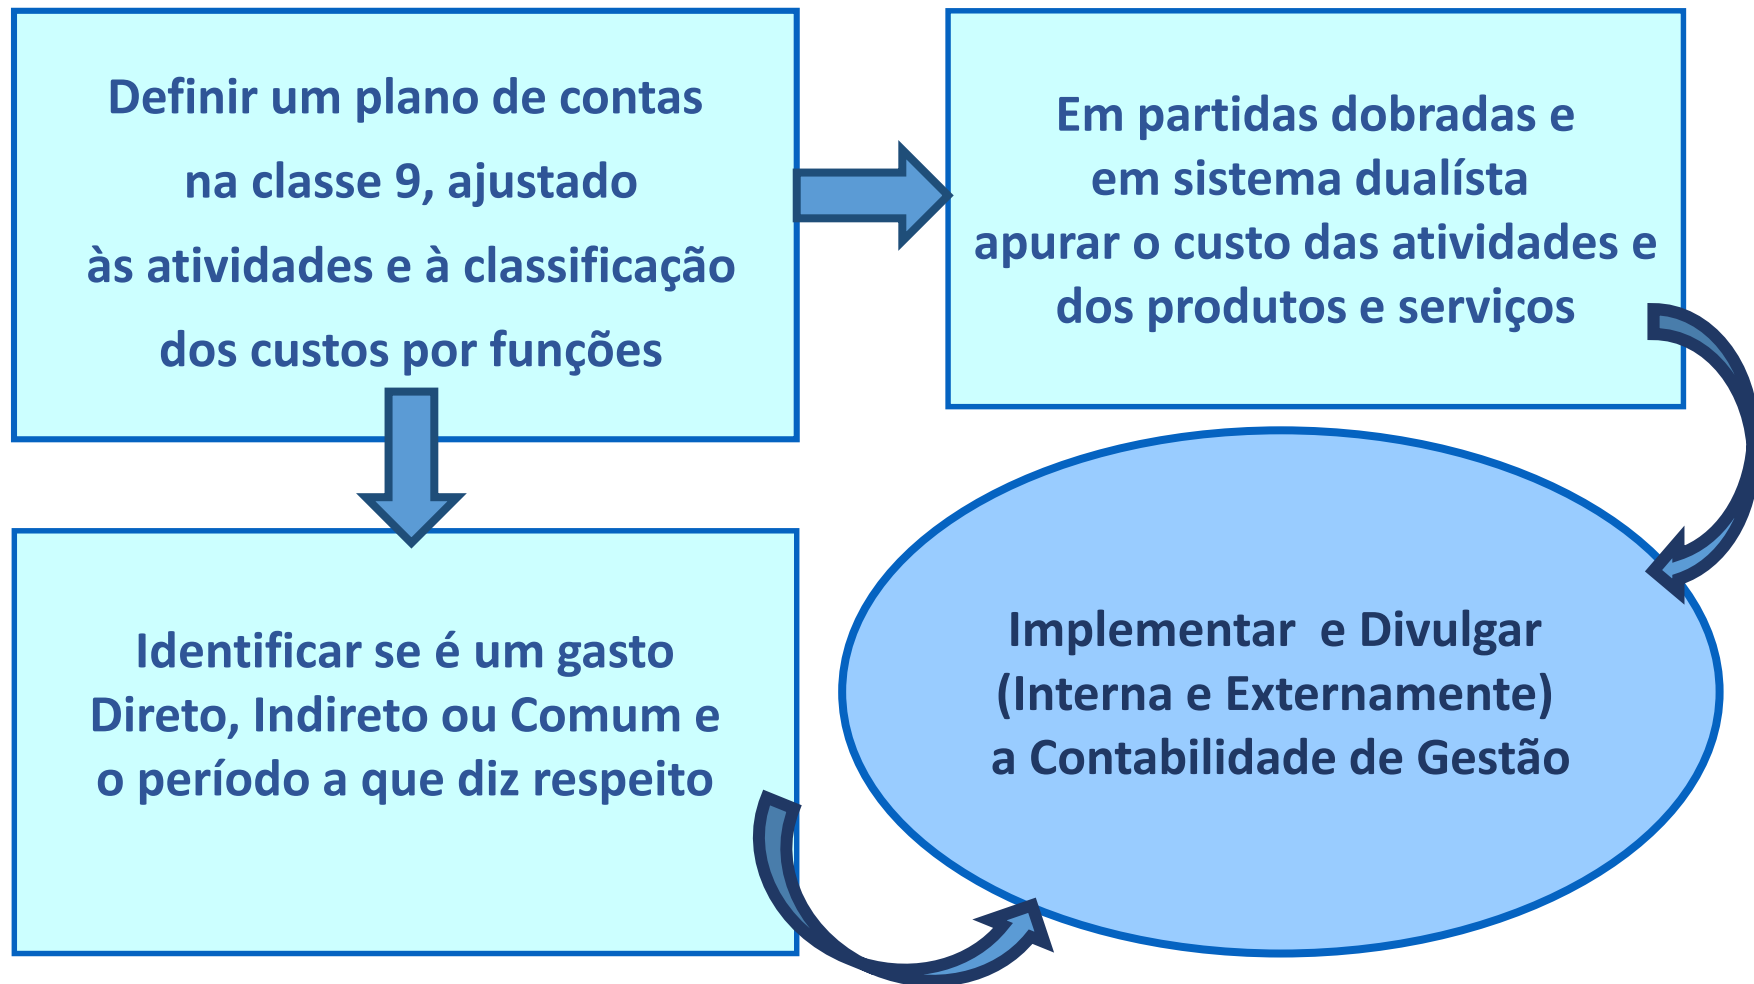 Definir um plano de contas
na classe 9, ajustado
às atividades e à classificação
dos custos por funções
Em partidas dobradas e
em sistema dualísta
apurar o custo das atividades e
dos produtos e serviços
Identificar se é um gasto
Direto, Indireto ou Comum e
o período a que diz respeito
Implementar e Divulgar
(Interna e Externamente)
a Contabilidade de Gestão